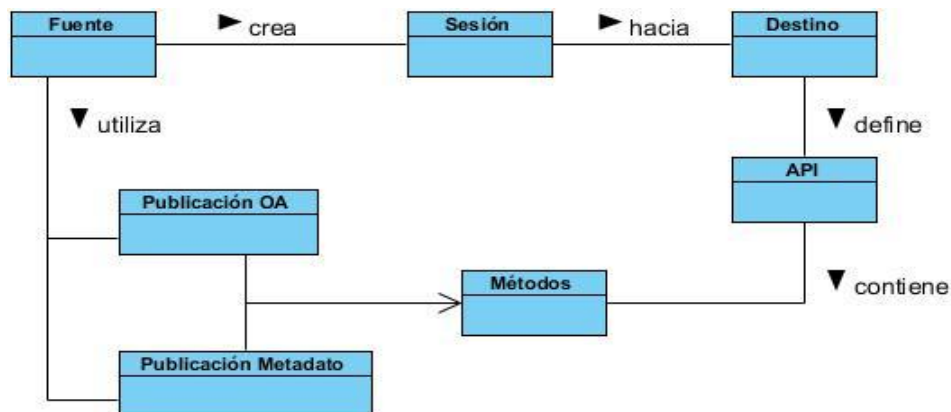 Fuente
crea
Sesión
hacia
Destino
utiliza
define
API
Publicación OA
Métodos
contiene
Publicación Metadato